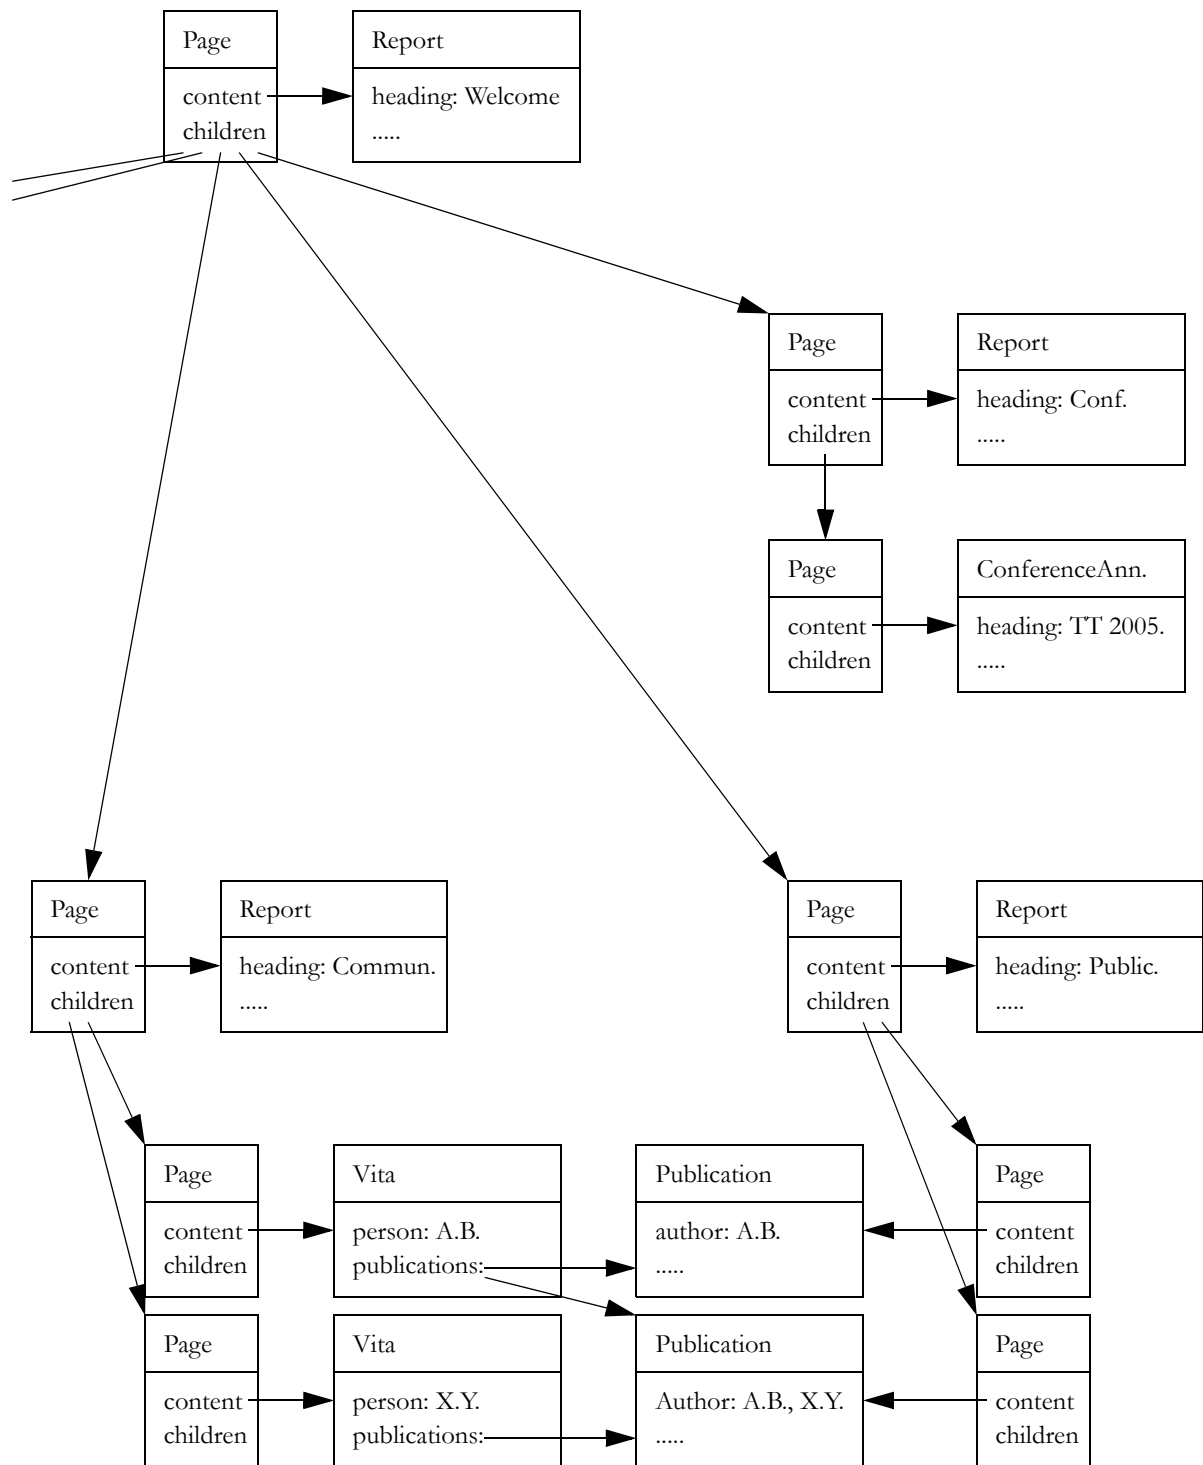 Page
Report
content
heading: Welcome
children
.....
Page
Report
content
heading: Conf.
children
.....
Page
ConferenceAnn.
content
heading: TT 2005.
children
.....
Page
Report
content
heading: Commun.
children
.....
Page
Report
content
heading: Public.
children
.....
Page
Vita
Publication
Page
content
person: A.B.
author: A.B.
content
children
publications:
.....
children
Page
Vita
Publication
Page
content
person: X.Y.
Author: A.B., X.Y.
content
children
publications:
.....
children